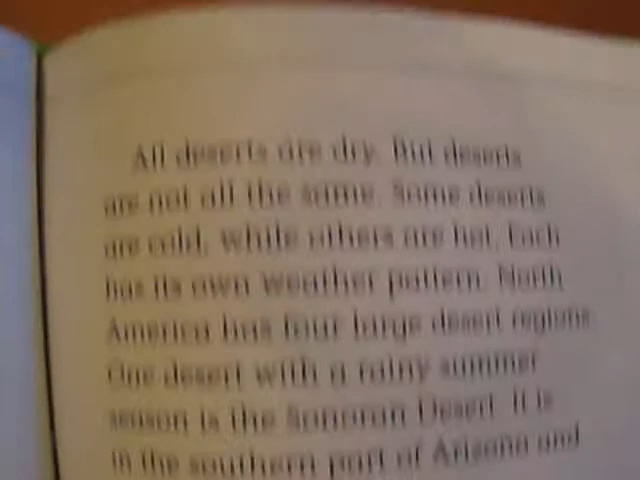 All deserts are dry. But deserts
are not all the same. Some deserts
are cold, while others are hot. Each
has its own weather pattern. North
America has four large desert regions.
One desert with a rainy summer
season is the Sonoran Desert. It is
in the southern part of Arizona and